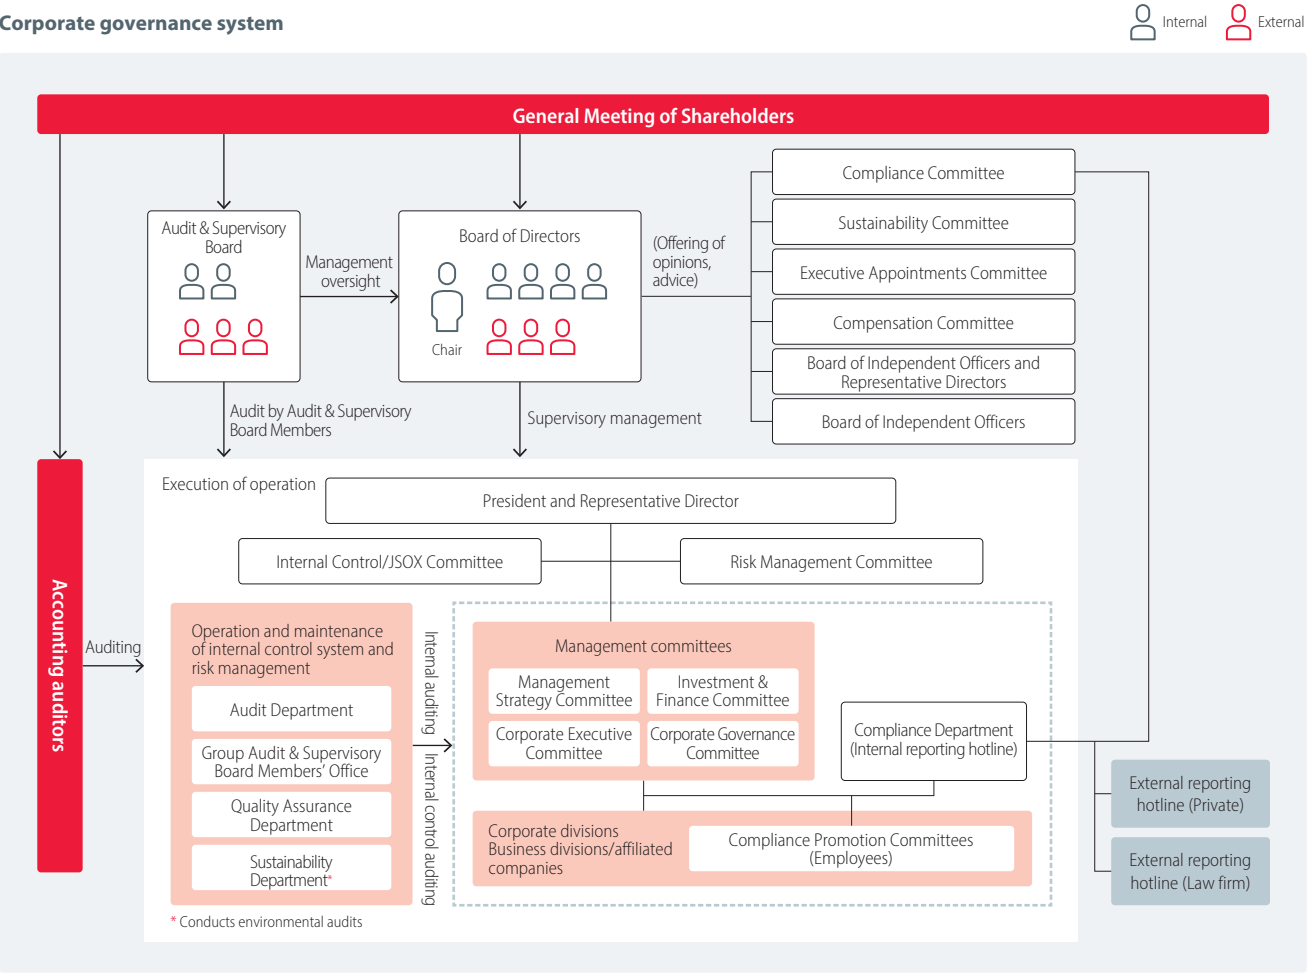 Corporate governance system
Internal
External
General Meeting of Shareholders
Audit & Supervisory
Board
Management
oversight
Board of Directors
Chair
(Offering of
opinions,
advice)
Compliance Committee
Sustainability Committee
Executive Appointments Committee
Compensation Committee
Board of Independent Officers and
Representative Directors
Board of Independent Officers
Audit by Audit & Supervisory
Board Members
Supervisory management
Accounting auditors
Auditing
Execution of operation
President and Representative Director
Internal Control/JSOX Committee
Risk Management Committee
Operation and maintenance
of internal control system and
risk management
Audit Department
Group Audit & Supervisory
Board Members’ Office
Quality Assurance
Department
Sustainability
Department*
* Conducts environmental audits
Internal auditing
Internal control auditing
Management committees
Management
Strategy Committee
Investment &
Finance Committee
Corporate Executive
Committee
Corporate Governance
Committee
Compliance Department
(Internal reporting hotline)
Corporate divisions
Business divisions/affiliated
companies
Compliance Promotion Committees
(Employees)
External reporting
hotline (Private)
External reporting
hotline (Law firm)